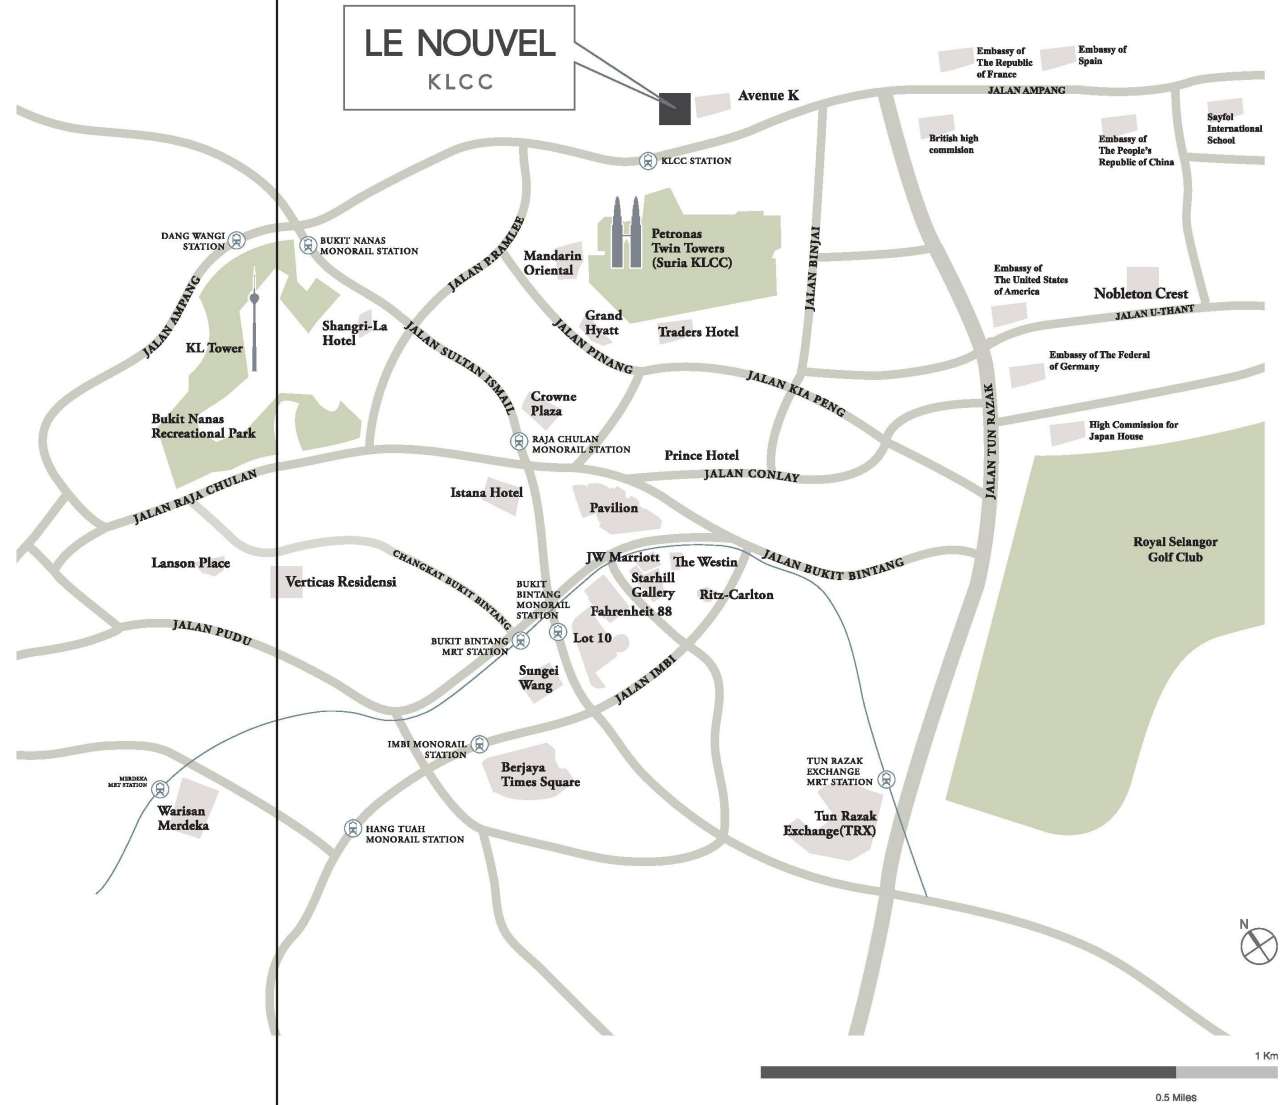 LE NOUVEL
KLCC
Avenue K
Embassy of
The Republic
of France
Embassy of
Spain
JALAN AMPANG
Sayfol
International
School
British high
commision
Embassy of
The People's
Republic of China
KLCC STATION
DANG WANGI
STATION
BUKIT NANAS
MONORAIL STATION
JALAN PRAMLEE
Mandarin
Oriental
Petronas
Twin Towers
(Suria KLCC)
JALAN BINJAI
Embassy of
The United States
of America
Nobleton Crest
JALAN U-THANT
JALAN AMPANG
KL Tower
Shangri-La
Hotel
JALAN SULTAN ISMAIL
Grand
Hyatt
Traders Hotel
JALAN PINANG
JALAN KIA PENG
Embassy of The Federal
of Germany
JALAN TUN RAZAK
Crowne
Plaza
Bukit Nanas
Recreational Park
RAJA CHULAN
MONORAIL STATION
High Commission for
Japan House
Prince Hotel
JALAN CONLAY
JALAN RAJA CHULAN
Istana Hotel
Pavilion
Royal Selangor
Golf Club
Lanson Place
Verticas Residensi
CHANGKAT BUKIT BINTANG
JW Marriott
The Westin
JALAN BUKIT BINTANG
Starhill
Gallery
Ritz-Carlton
BUKIT
BINTANG
MONORAIL
STATION
Fahrenheit 88
JALAN PUDU
BUKIT BINTANG
MRT STATION
Lot 10
Sungei
Wang
JALAN IMBI
IMBI MONORAIL
STATION
Berjaya
Times Square
MERDEKA
MRT STATION
Warisan
Merdeka
HANG TUAH
MONORAIL STATION
TUN RAZAK
EXCHANGE
MRT STATION
Tun Razak
Exchange(TRX)
N
1 Km
0.5 Miles